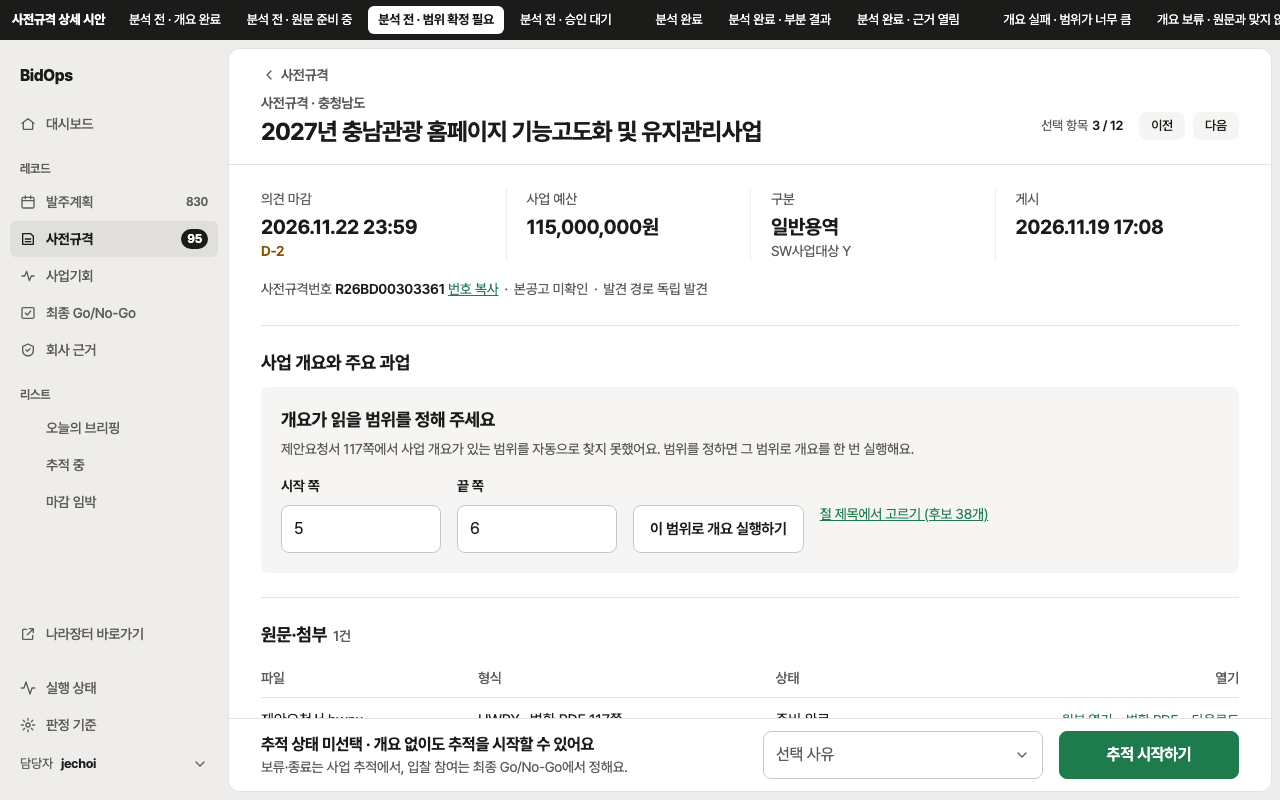 사전규격 상세 시안
분석 전 · 개요 완료
분석 전 · 원문 준비 중
분석 전 · 범위 확정 필요
분석 전 · 승인 대기
분석 완료
분석 완료 · 부분 결과
분석 완료 · 근거 열림
개요 실패 · 범위가 너무 큼
개요 보류 · 원문과 맞지
BidOps
대시보드
레코드
발주계획 830
사전규격 95
사업기회
최종 Go/No-Go
회사 근거
리스트
오늘의 브리핑
추적 중
마감 임박
나라장터 바로가기
실행 상태
판정 기준
담당자 jechoi
사전규격
사전규격 · 충청남도
2027년 충남관광 홈페이지 기능고도화 및 유지관리사업
선택 항목 3 / 12
이전
다음
의견 마감
2026.11.22 23:59
D-2
사업 예산
115,000,000원
구분
일반용역
SW사업대상 Y
게시
2026.11.19 17:08
사전규격번호 R26BD00303361 번호 복사 · 본공고 미확인 · 발견 경로 독립 발견
사업 개요와 주요 과업
개요가 읽을 범위를 정해 주세요
제안요청서 117쪽에서 사업 개요가 있는 범위를 자동으로 찾지 못했어요. 범위를 정하면 그 범위로 개요를 한 번 실행해요.
시작 쪽
끝 쪽
5
6
이 범위로 개요 실행하기
절 제목에서 고르기 (후보 38개)
원문·첨부 1건
파일 형식 상태 열기
추적 상태 미선택 · 개요 없이도 추적을 시작할 수 있어요
보류·종료는 사업 추적에서, 입찰 참여는 최종 Go/No-Go에서 정해요.
선택 사유
추적 시작하기